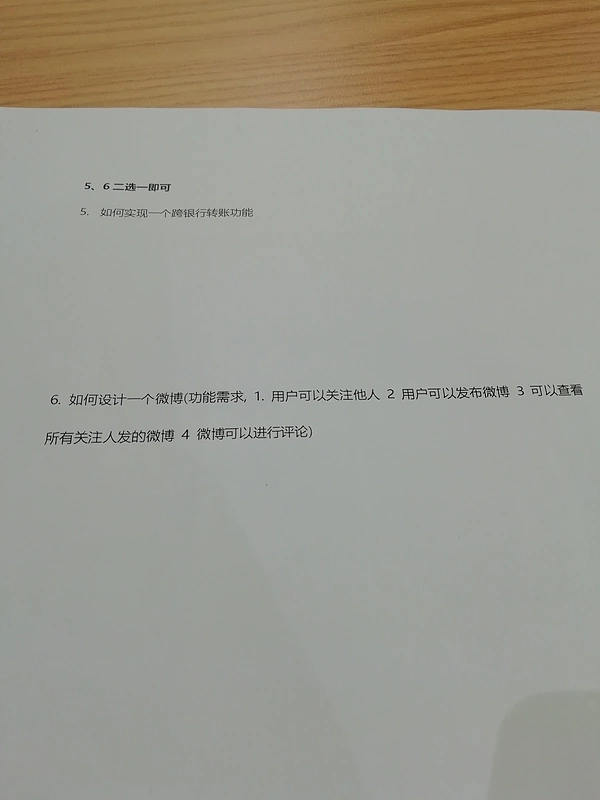 5、6 二选一即可
5. 如何实现一个跨银行转账功能
6. 如何设计一个微博(功能需求, 1. 用户可以关注他人 2 用户可以发布微博 3 可以查看
所有关注人发的微博 4 微博可以进行评论)